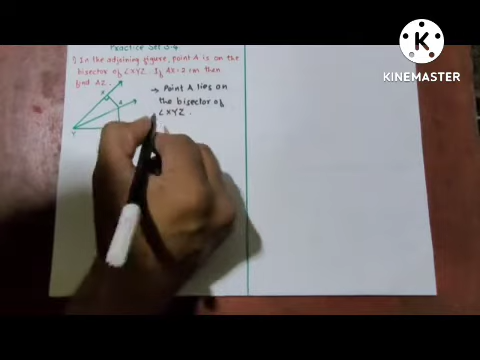 Practice Set 3.4
1) In the adjoining figure, point A is on the
bisector of ∠XYZ. If AX = 2 cm then
find AZ.
→ Point A lies on
the bisector of
∠XYZ.
X
A
Y
K
KINEMASTER